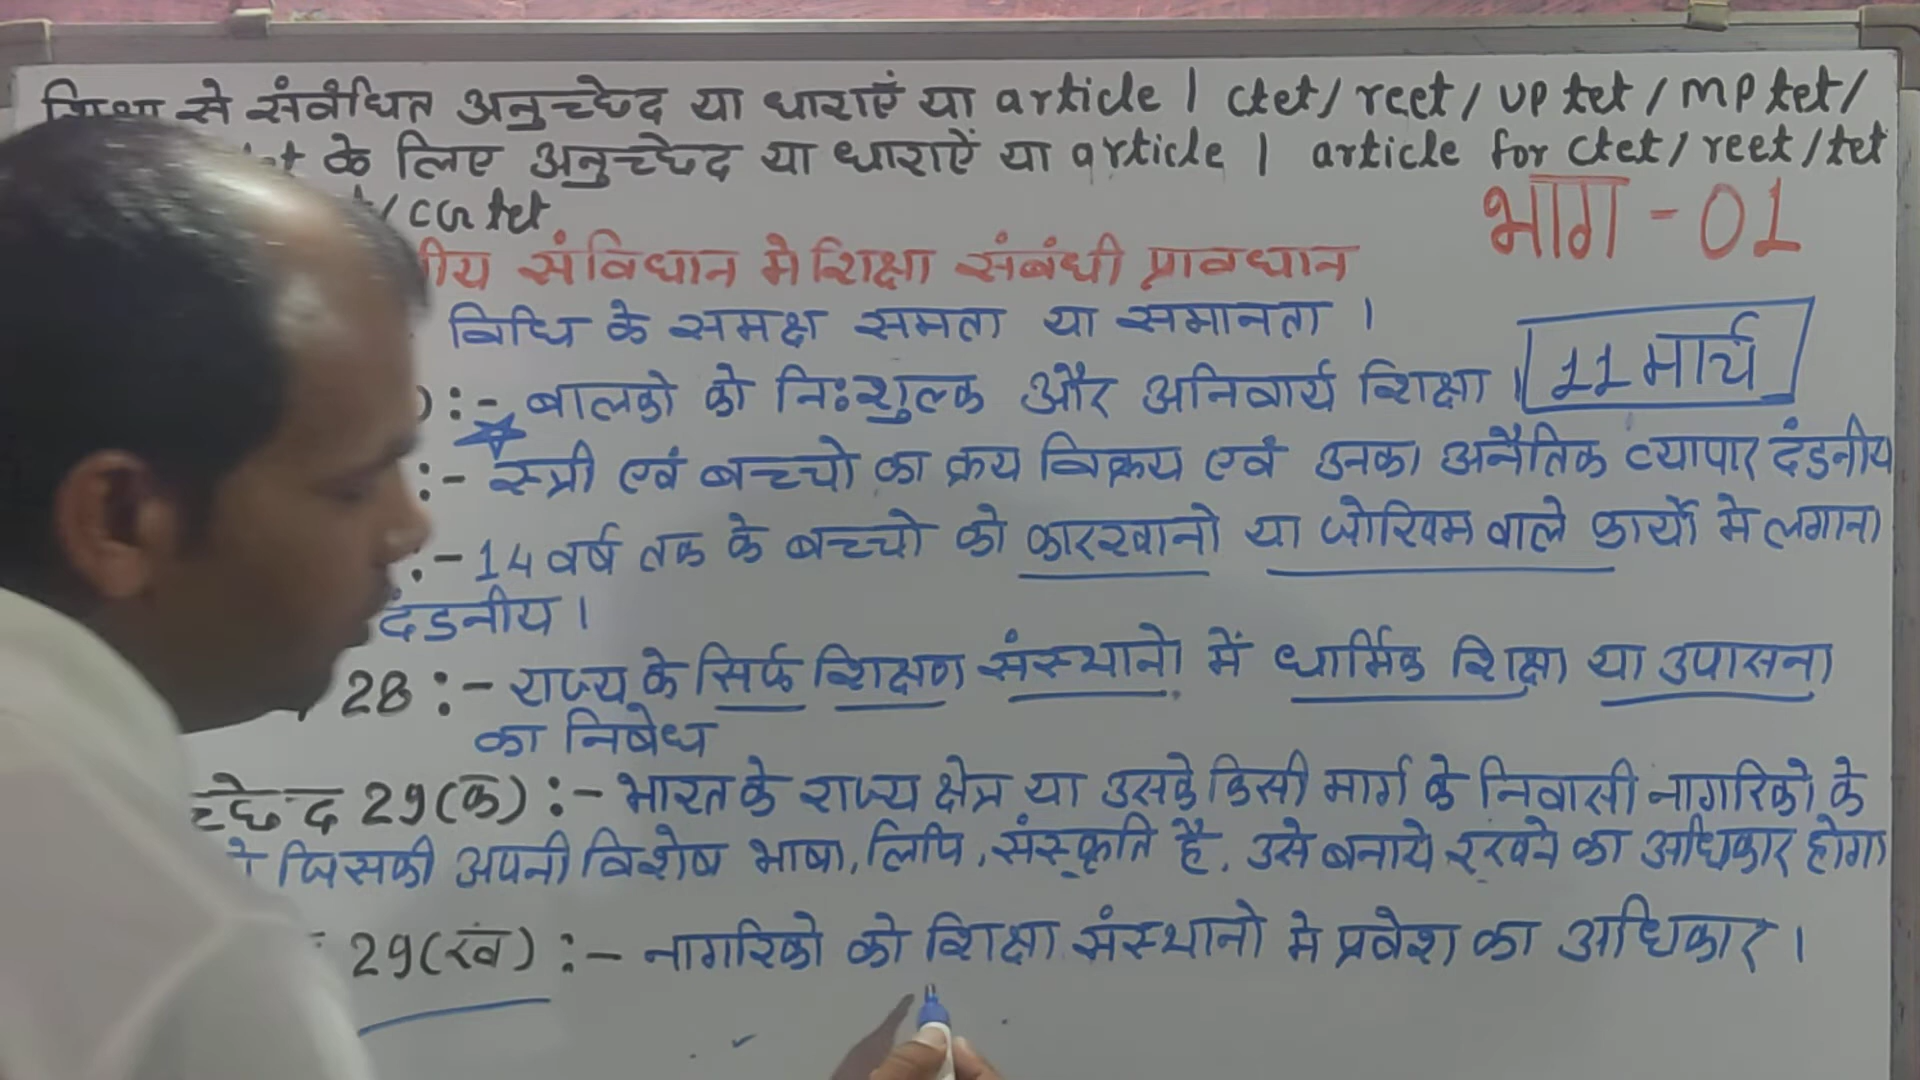 शिक्षा से संबंधित अनुच्छेद या धाराएं या article | ctet/reet/up tet/mp tet/
के लिए अनुच्छेद या धाराऐं या article | article for ctet/reet/tet
/CG tet
भाग-01
संविधान मे शिक्षा संबंधी प्रावधान
विधि के समक्ष समता या समानता।
11 मार्च
) :- बालको को निःशुल्क और अनिवार्य शिक्षा।
:- स्त्री एवं बच्चो का क्रय विक्रय एवं उनका अनैतिक व्यापार दंडनीय
:- 14 वर्ष तक के बच्चो को कारखानो या जोखिम वाले कार्यों मे लगाना
दंडनीय।
28 :- राज्य के सिर्फ शिक्षण संस्थानो में धार्मिक शिक्षा या उपासना
का निषेध
च्छेद 29(क) :- भारत के राज्य क्षेत्र या उसके किसी मार्ग के निवासी नागरिको के
जिसकी अपनी विशेष भाषा, लिपि, संस्कृति है, उसे बनाये रखने का अधिकार होगा
29(ख) :- नागरिको को शिक्षा संस्थानो मे प्रवेश का अधिकार।